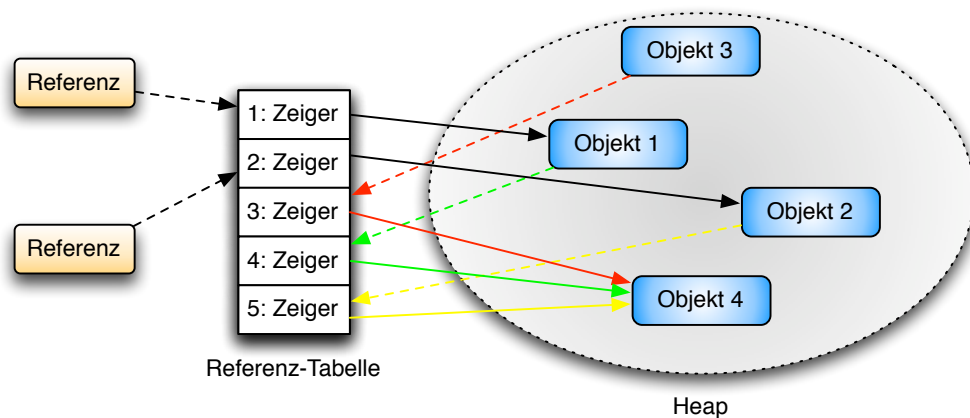 Referenz
Referenz
1: Zeiger
2: Zeiger
3: Zeiger
4: Zeiger
5: Zeiger
Referenz-Tabelle
Objekt 3
Objekt 1
Objekt 2
Objekt 4
Heap